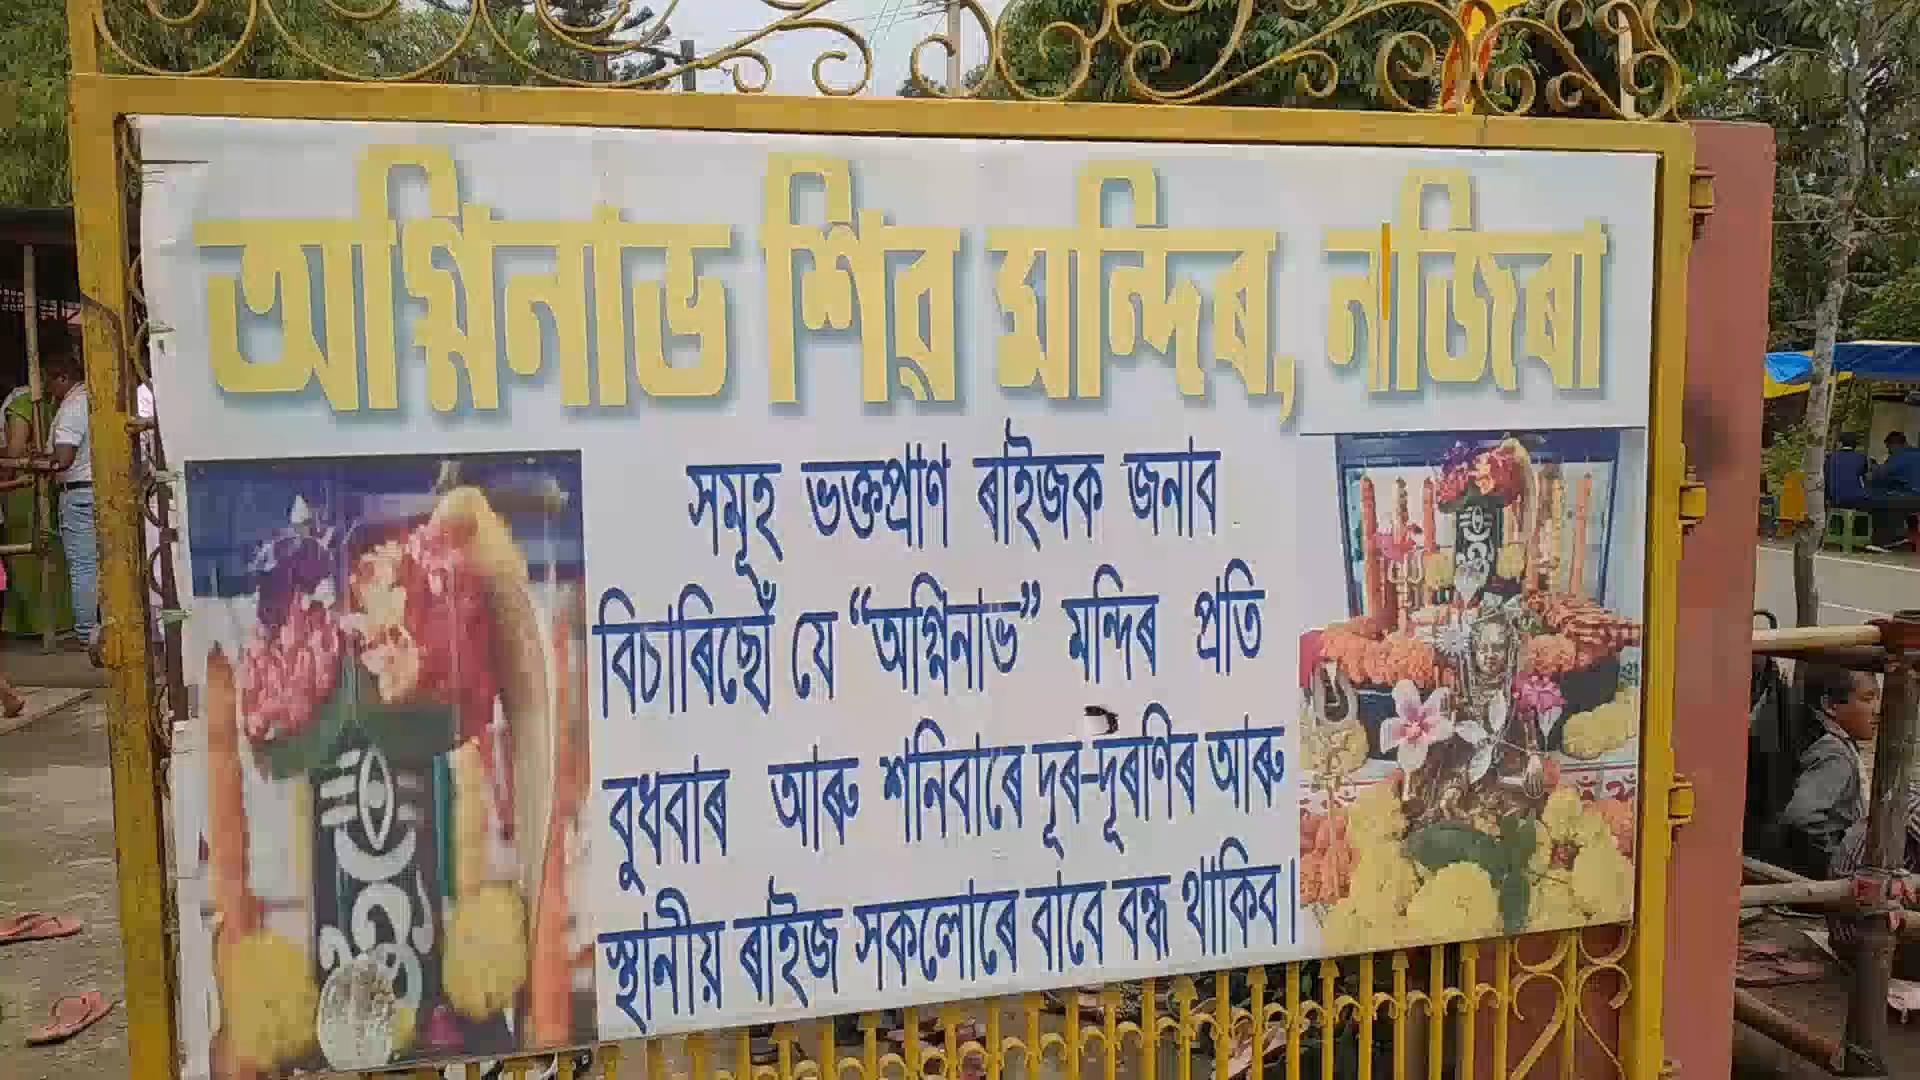 অগ্নিনাভ শিৱ মন্দিৰ, নাজিৰা
সমূহ ভক্তপ্ৰাণ ৰাইজক জনাব
বিচাৰিছোঁ যে “অগ্নিনাভ” মন্দিৰ প্ৰতি
বুধবাৰ আৰু শনিবাৰে দূৰ-দূৰণিৰ আৰু
স্থানীয় ৰাইজ সকলোৰে বাবে বন্ধ থাকিব।